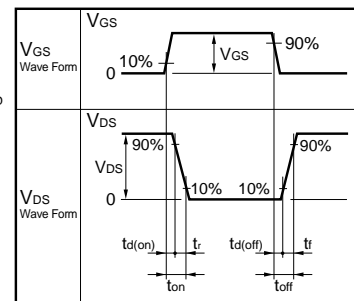 VGS
VGS
Wave Form
10%
90%
VGS
0
VDS
VDS
Wave Form
90%
90%
VDS
10%
10%
0
td(on)
tr
td(off)
tf
ton
toff